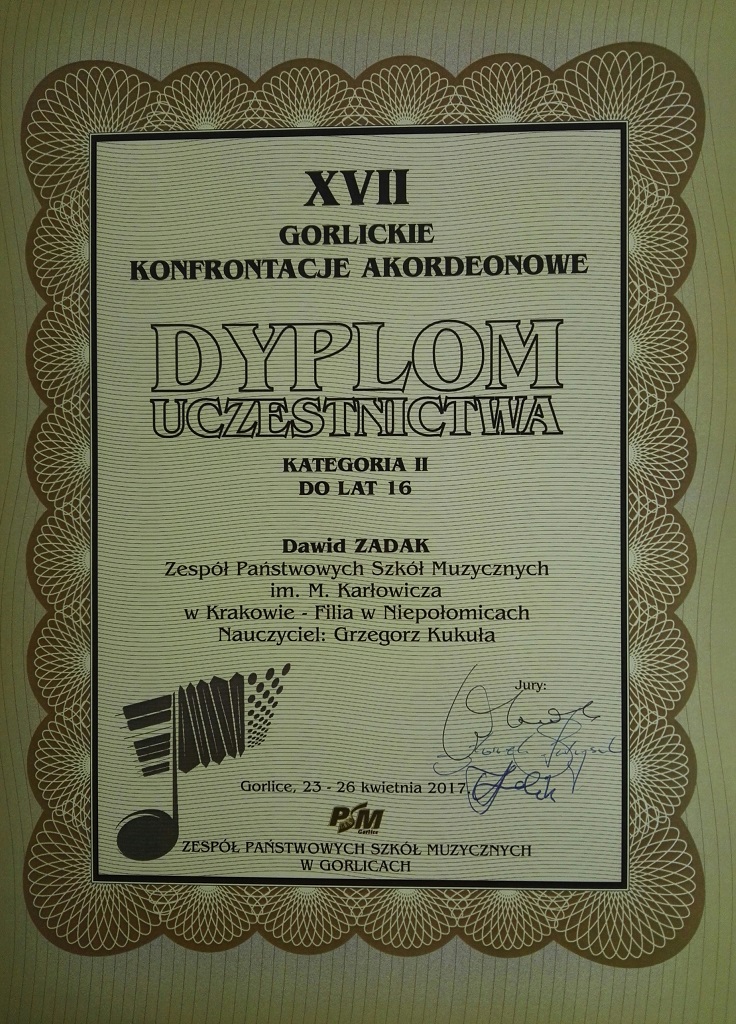 XVII
GORLICKIE
KONFRONTACJE AKORDEONOWE
DYPLOM
UCZESTNICTWA
KATEGORIA II
DO LAT 16
Dawid ZADAK
Zespół Państwowych Szkół Muzycznych
im. M. Karłowicza
w Krakowie - Filia w Niepołomicach
Nauczyciel: Grzegorz Kukuła
Jury:
Gorlice, 23 - 26 kwietnia 2017
PSM
Gorlice
ZESPÓŁ PAŃSTWOWYCH SZKÓŁ MUZYCZNYCH
W GORLICACH